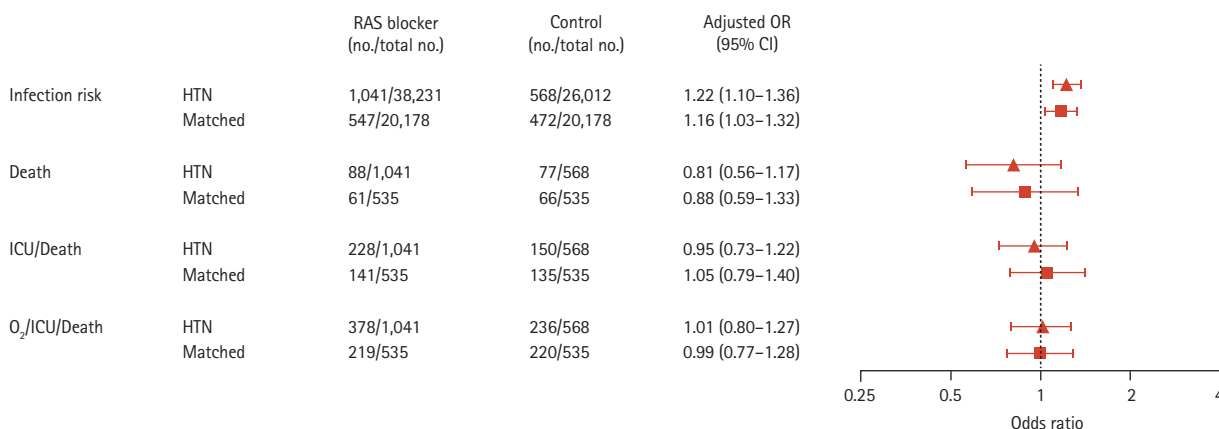 RAS blocker Control Adjusted OR
(no./total no.) (no./total no.) (95% CI)
Infection risk HTN 1,041/38,231 568/26,012 1.22 (1.10–1.36)
Matched 547/20,178 472/20,178 1.16 (1.03–1.32)
Death HTN 88/1,041 77/568 0.81 (0.56–1.17)
Matched 61/535 66/535 0.88 (0.59–1.33)
ICU/Death HTN 228/1,041 150/568 0.95 (0.73–1.22)
Matched 141/535 135/535 1.05 (0.79–1.40)
O₂/ICU/Death HTN 378/1,041 236/568 1.01 (0.80–1.27)
Matched 219/535 220/535 0.99 (0.77–1.28)
0.25 0.5 1 2 4
Odds ratio